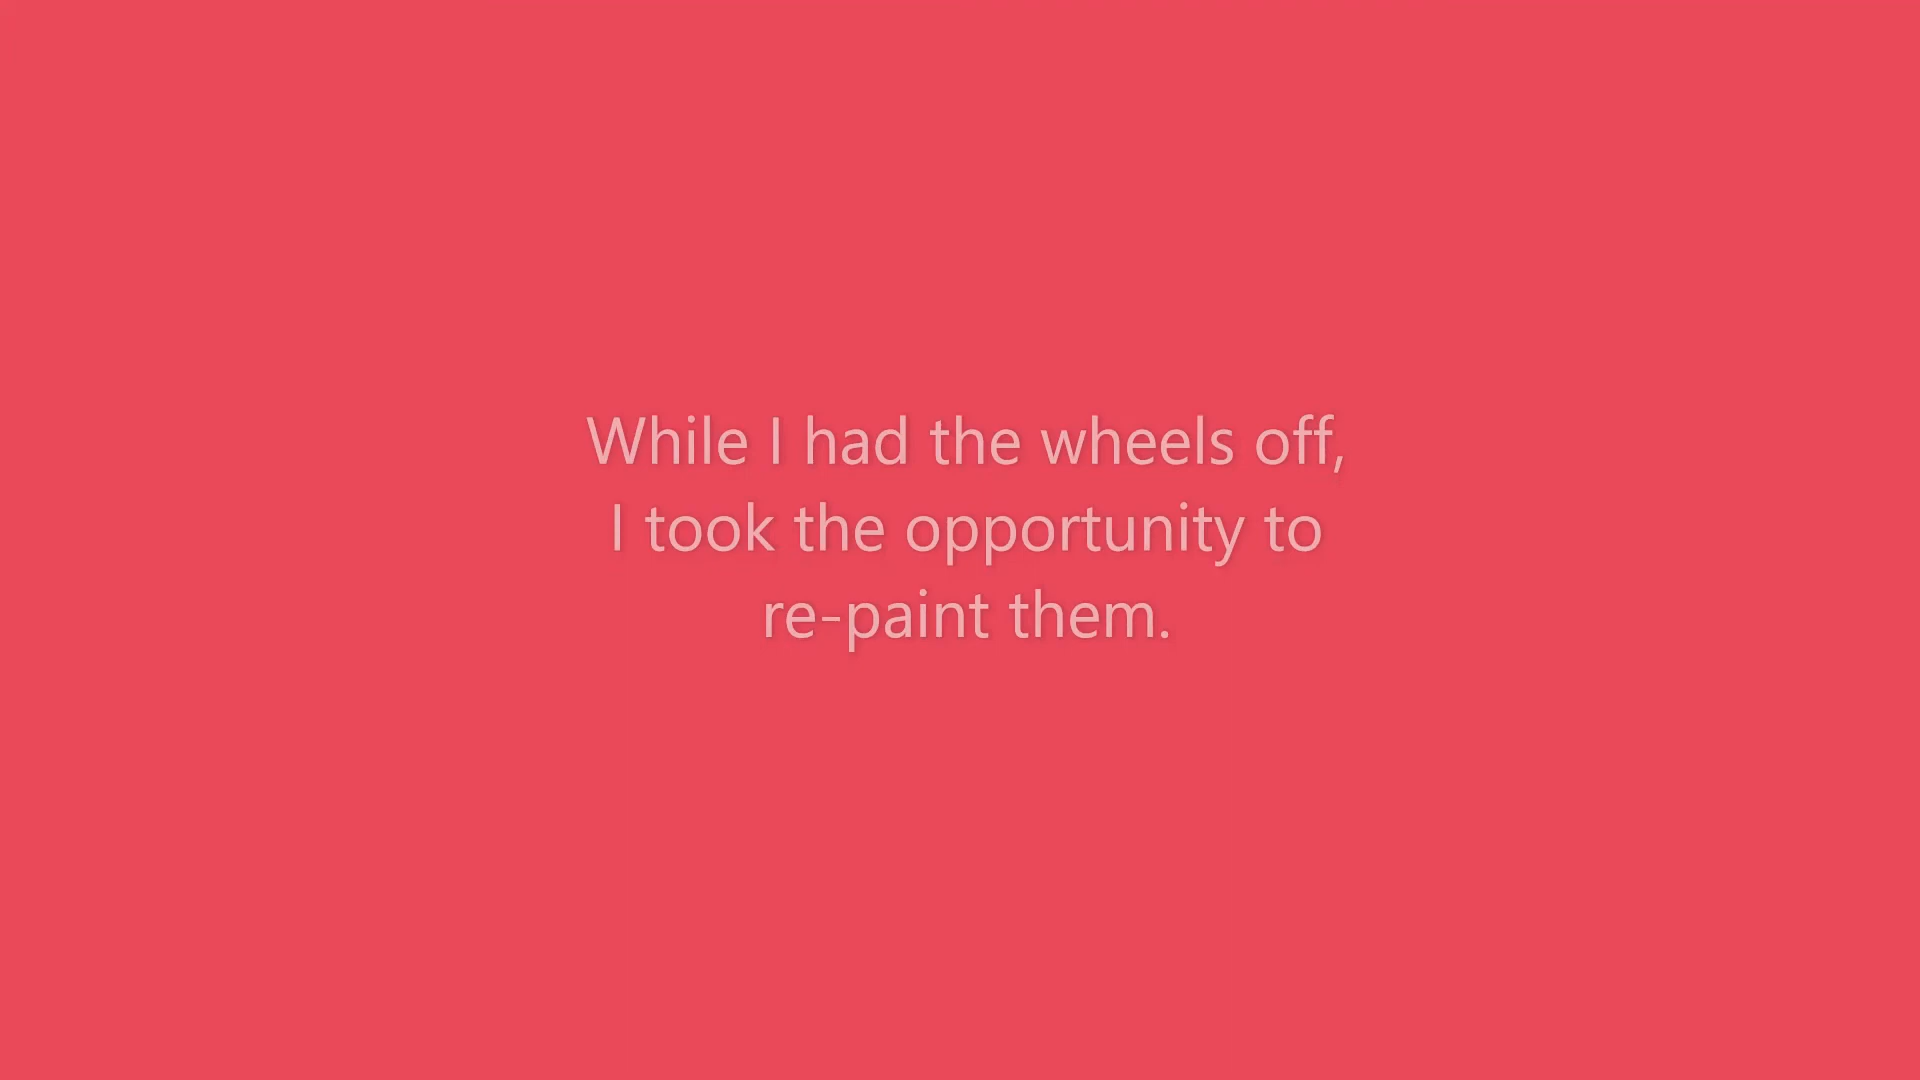 While I had the wheels off,
I took the opportunity to
re-paint them.